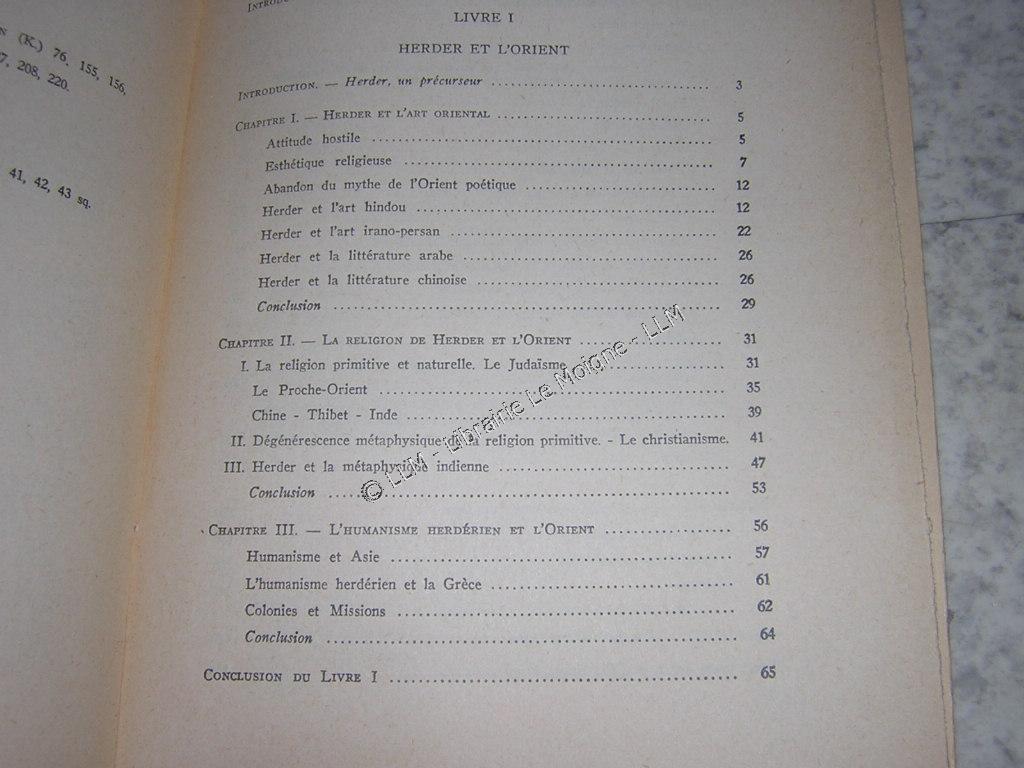 N (K.) 76, 155, 156,
7, 208, 220.
41, 42, 43 sq.
LIVRE I
HERDER ET L'ORIENT
INTRODUCTION. — Herder, un précurseur ........ 3
CHAPITRE I. — HERDER ET L'ART ORIENTAL ........ 5
Attitude hostile ........ 5
Esthétique religieuse ........ 7
Abandon du mythe de l'Orient poétique ........ 12
Herder et l'art hindou ........ 12
Herder et l'art irano-persan ........ 22
Herder et la littérature arabe ........ 26
Herder et la littérature chinoise ........ 26
Conclusion ........ 29
CHAPITRE II. — LA RELIGION DE HERDER ET L'ORIENT ........ 31
I. La religion primitive et naturelle. Le Judaïsme ........ 31
Le Proche-Orient ........ 35
Chine - Thibet - Inde ........ 39
II. Dégénérescence métaphysique de la religion primitive. - Le christianisme. 41
III. Herder et la métaphysique indienne ........ 47
Conclusion ........ 53
CHAPITRE III. — L'HUMANISME HERDÉRIEN ET L'ORIENT ........ 56
Humanisme et Asie ........ 57
L'humanisme herdérien et la Grèce ........ 61
Colonies et Missions ........ 62
Conclusion ........ 64
CONCLUSION DU LIVRE I ........ 65
© LLM - Librairie Le Moigne - LLM